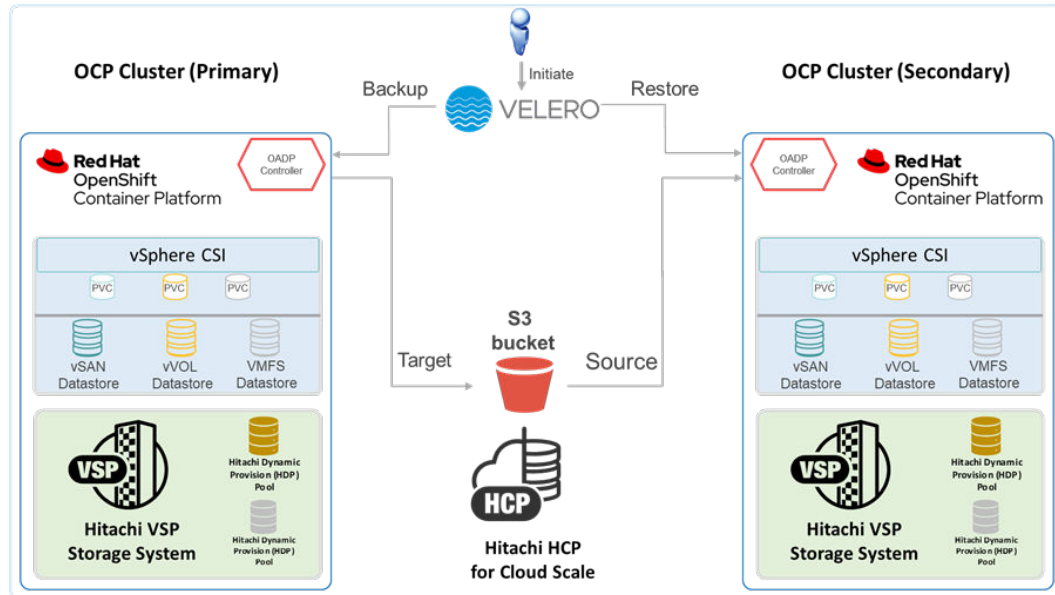 OCP Cluster (Primary)
Initiate
OCP Cluster (Secondary)
Backup
VELERO
Restore
Red Hat
OpenShift
Container Platform
OADP
Controller
vSphere CSI
PVC
PVC
PVC
vSAN
Datastore
vVOL
Datastore
VMFS
Datastore
VSP
Hitachi VSP
Storage System
Hitachi Dynamic
Provision (HDP)
Pool
Hitachi Dynamic
Provision (HDP)
Pool
Target
S3
bucket
Source
HCP
Hitachi HCP
for Cloud Scale
OADP
Controller
Red Hat
OpenShift
Container Platform
vSphere CSI
PVC
PVC
PVC
vSAN
Datastore
vVOL
Datastore
VMFS
Datastore
VSP
Hitachi VSP
Storage System
Hitachi Dynamic
Provision (HDP)
Pool
Hitachi Dynamic
Provision (HDP)
Pool